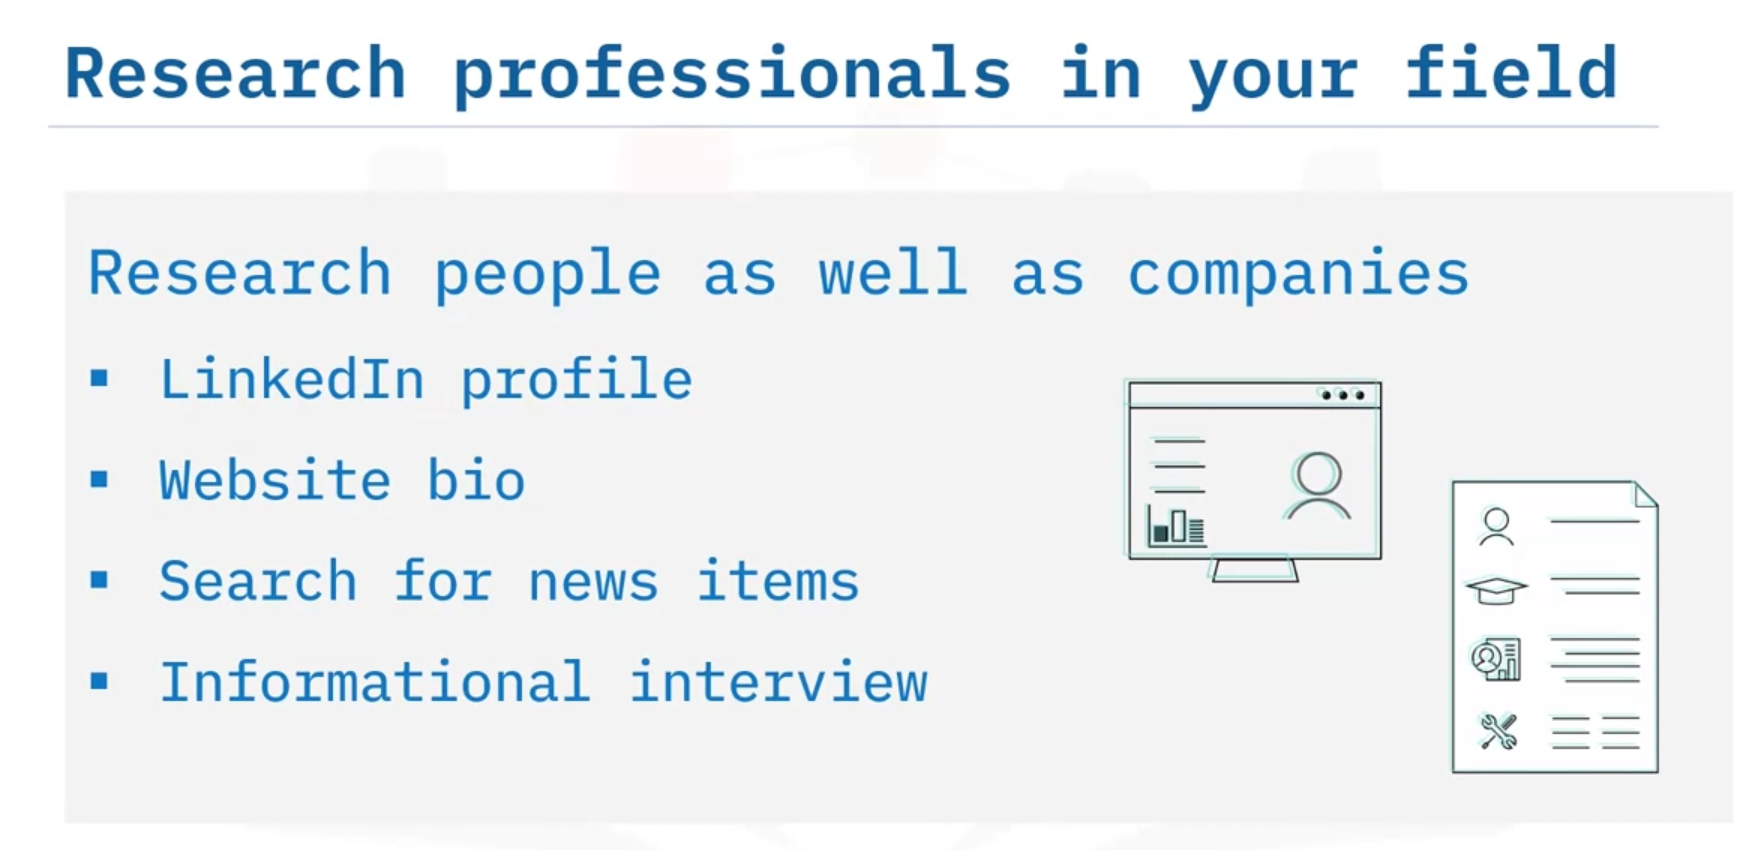 Research professionals in your field
Research people as well as companies
▪ LinkedIn profile
▪ Website bio
▪ Search for news items
▪ Informational interview